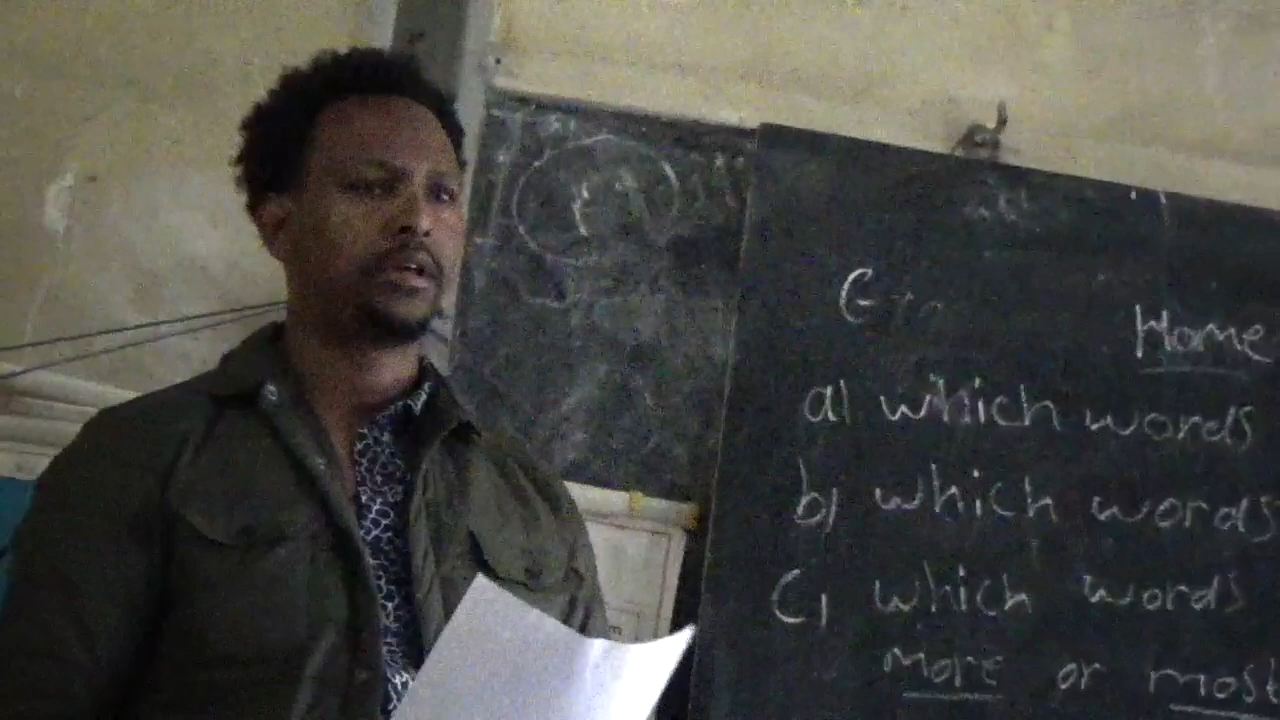 Home
a) which words
b) which words
C) which words
more or most